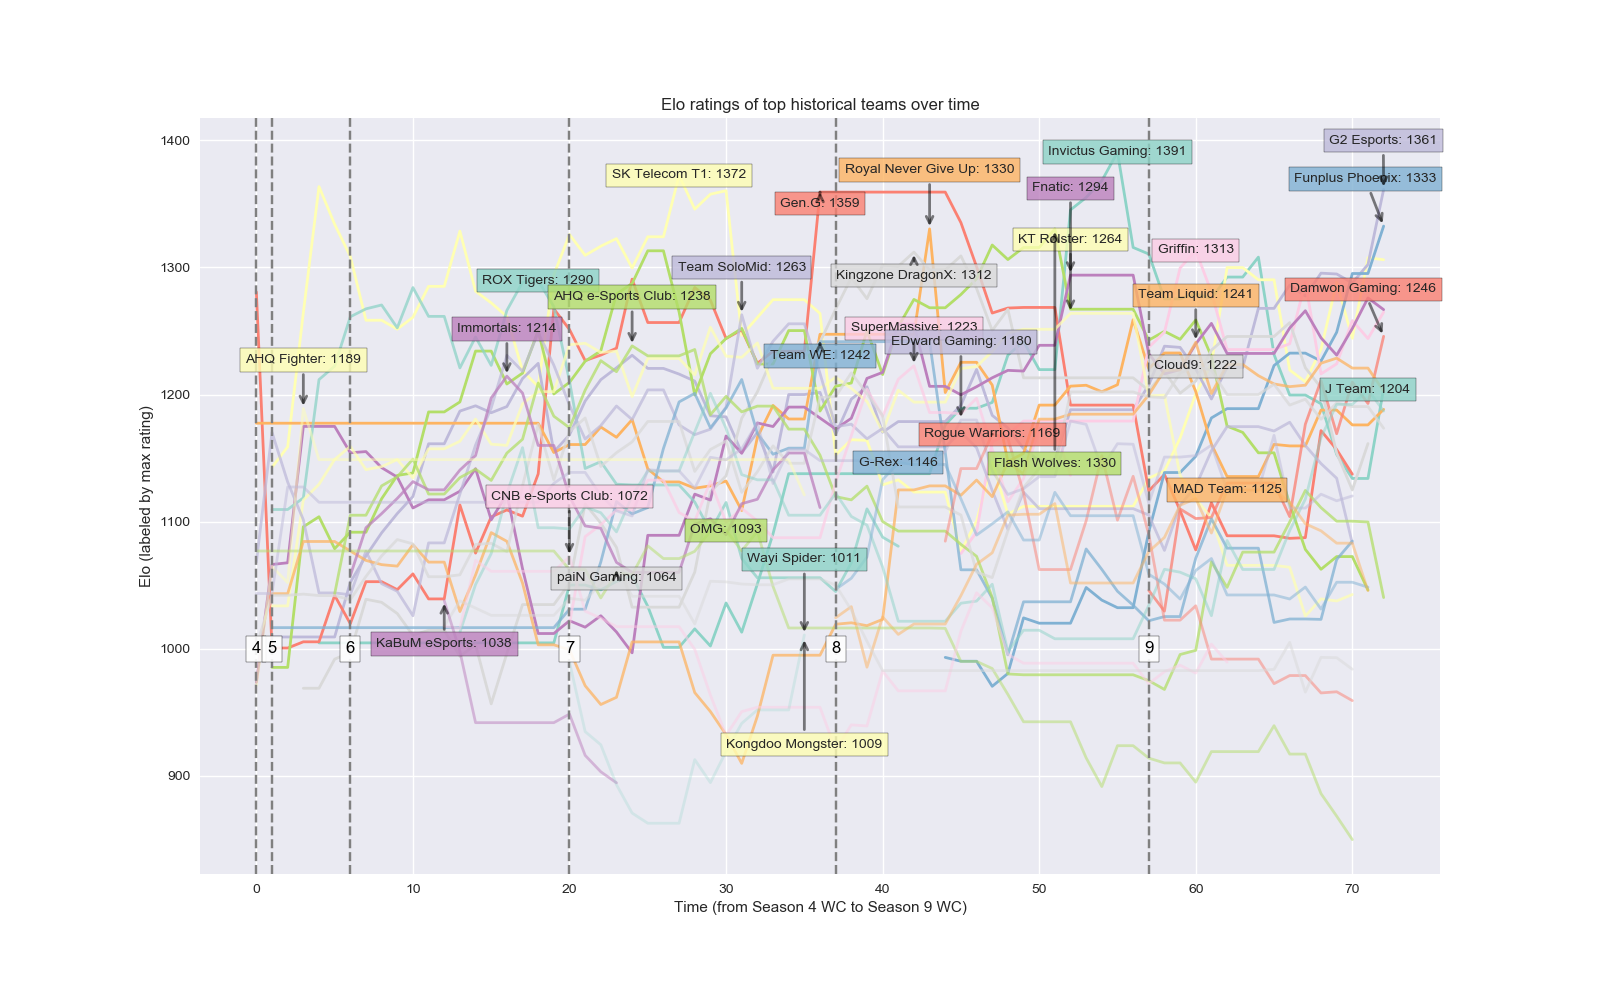 Elo ratings of top historical teams over time
1400
G2 Esports: 1361
Invictus Gaming: 1391
SK Telecom T1: 1372
Royal Never Give Up: 1330
Funplus Phoenix: 1333
Fnatic: 1294
Gen.G: 1359
KT Rolster: 1264
Griffin: 1313
1300
Team SoloMid: 1263
Kingzone DragonX: 1312
ROX Tigers: 1290
Damwon Gaming: 1246
AHQ e-Sports Club: 1238
Team Liquid: 1241
Immortals: 1214
SuperMassive: 1223
EDward Gaming: 1180
AHQ Fighter: 1189
Team WE: 1242
Cloud9: 1222
1200
J Team: 1204
Rogue Warriors: 1169
G-Rex: 1146
Flash Wolves: 1330
CNB e-Sports Club: 1072
MAD Team: 1125
1100
OMG: 1093
Wayi Spider: 1011
paiN Gaming: 1064
KaBuM eSports: 1038
1000
4
5
6
7
8
9
Kongdoo Mongster: 1009
900
Elo (labeled by max rating)
0
10
20
30
40
50
60
70
Time (from Season 4 WC to Season 9 WC)